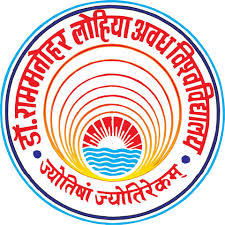 डॉ. राममनोहर लोहिया अवध विश्वविद्यालय
ज्योतिषां ज्योतिरेकम्